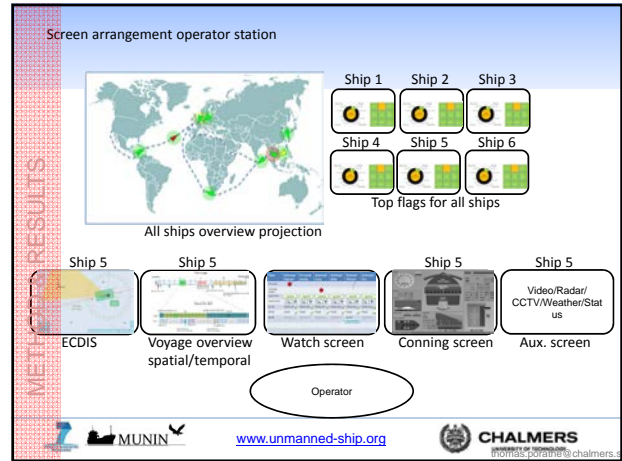 Screen arrangement operator station
METHOD & RESULTS
Ship 1
Ship 2
Ship 3
Ship 4
Ship 5
Ship 6
Top flags for all ships
All ships overview projection
Ship 5
Ship 5
Ship 5
Ship 5
Video/Radar/
CCTV/Weather/Stat
us
ECDIS
Voyage overview
spatial/temporal
Watch screen
Conning screen
Aux. screen
Operator
MUNIN
www.unmanned-ship.org
CHALMERS
UNIVERSITY OF TECHNOLOGY
thomas.porathe@chalmers.s